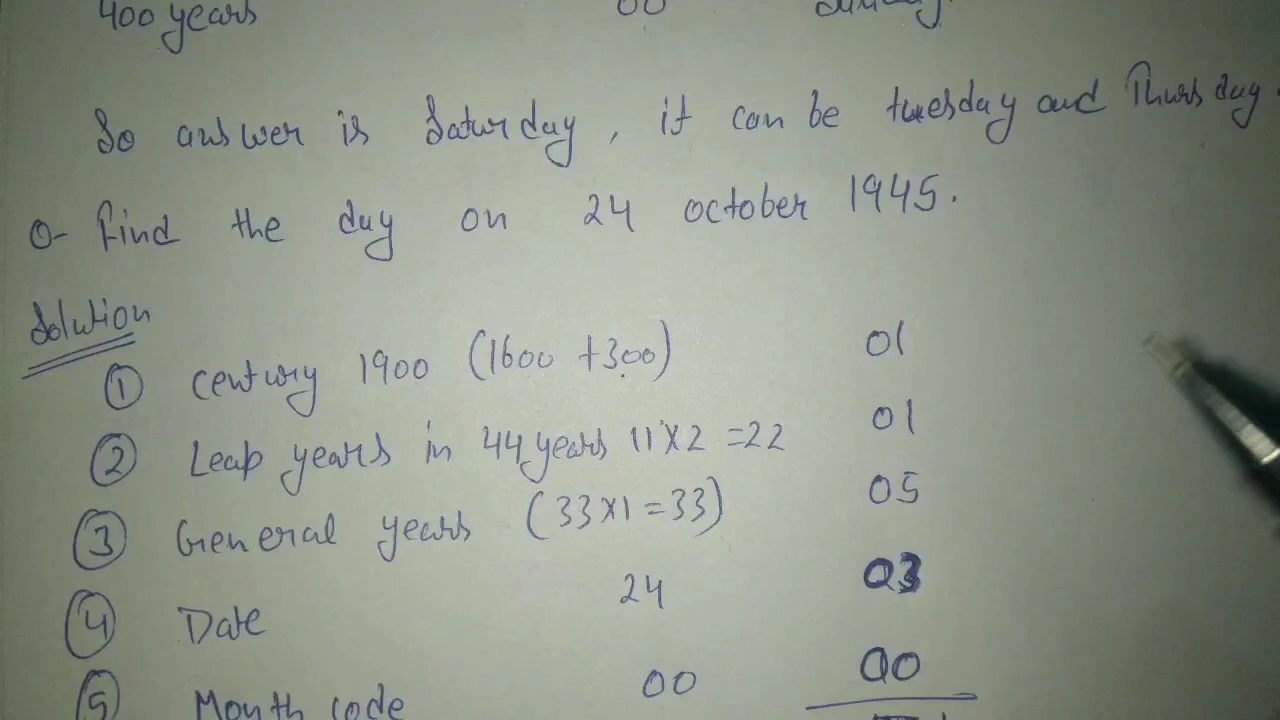 400 years 00
So answer is Saturday, it can be tuesday and Thursday.
Q- find the day on 24 october 1945.
Solution
① century 1900 (1600 +300) 01
② Leap years in 44 years 11×2 =22 01
③ General years (33×1=33) 05
④ Date 24 03
⑤ Month code 00 00